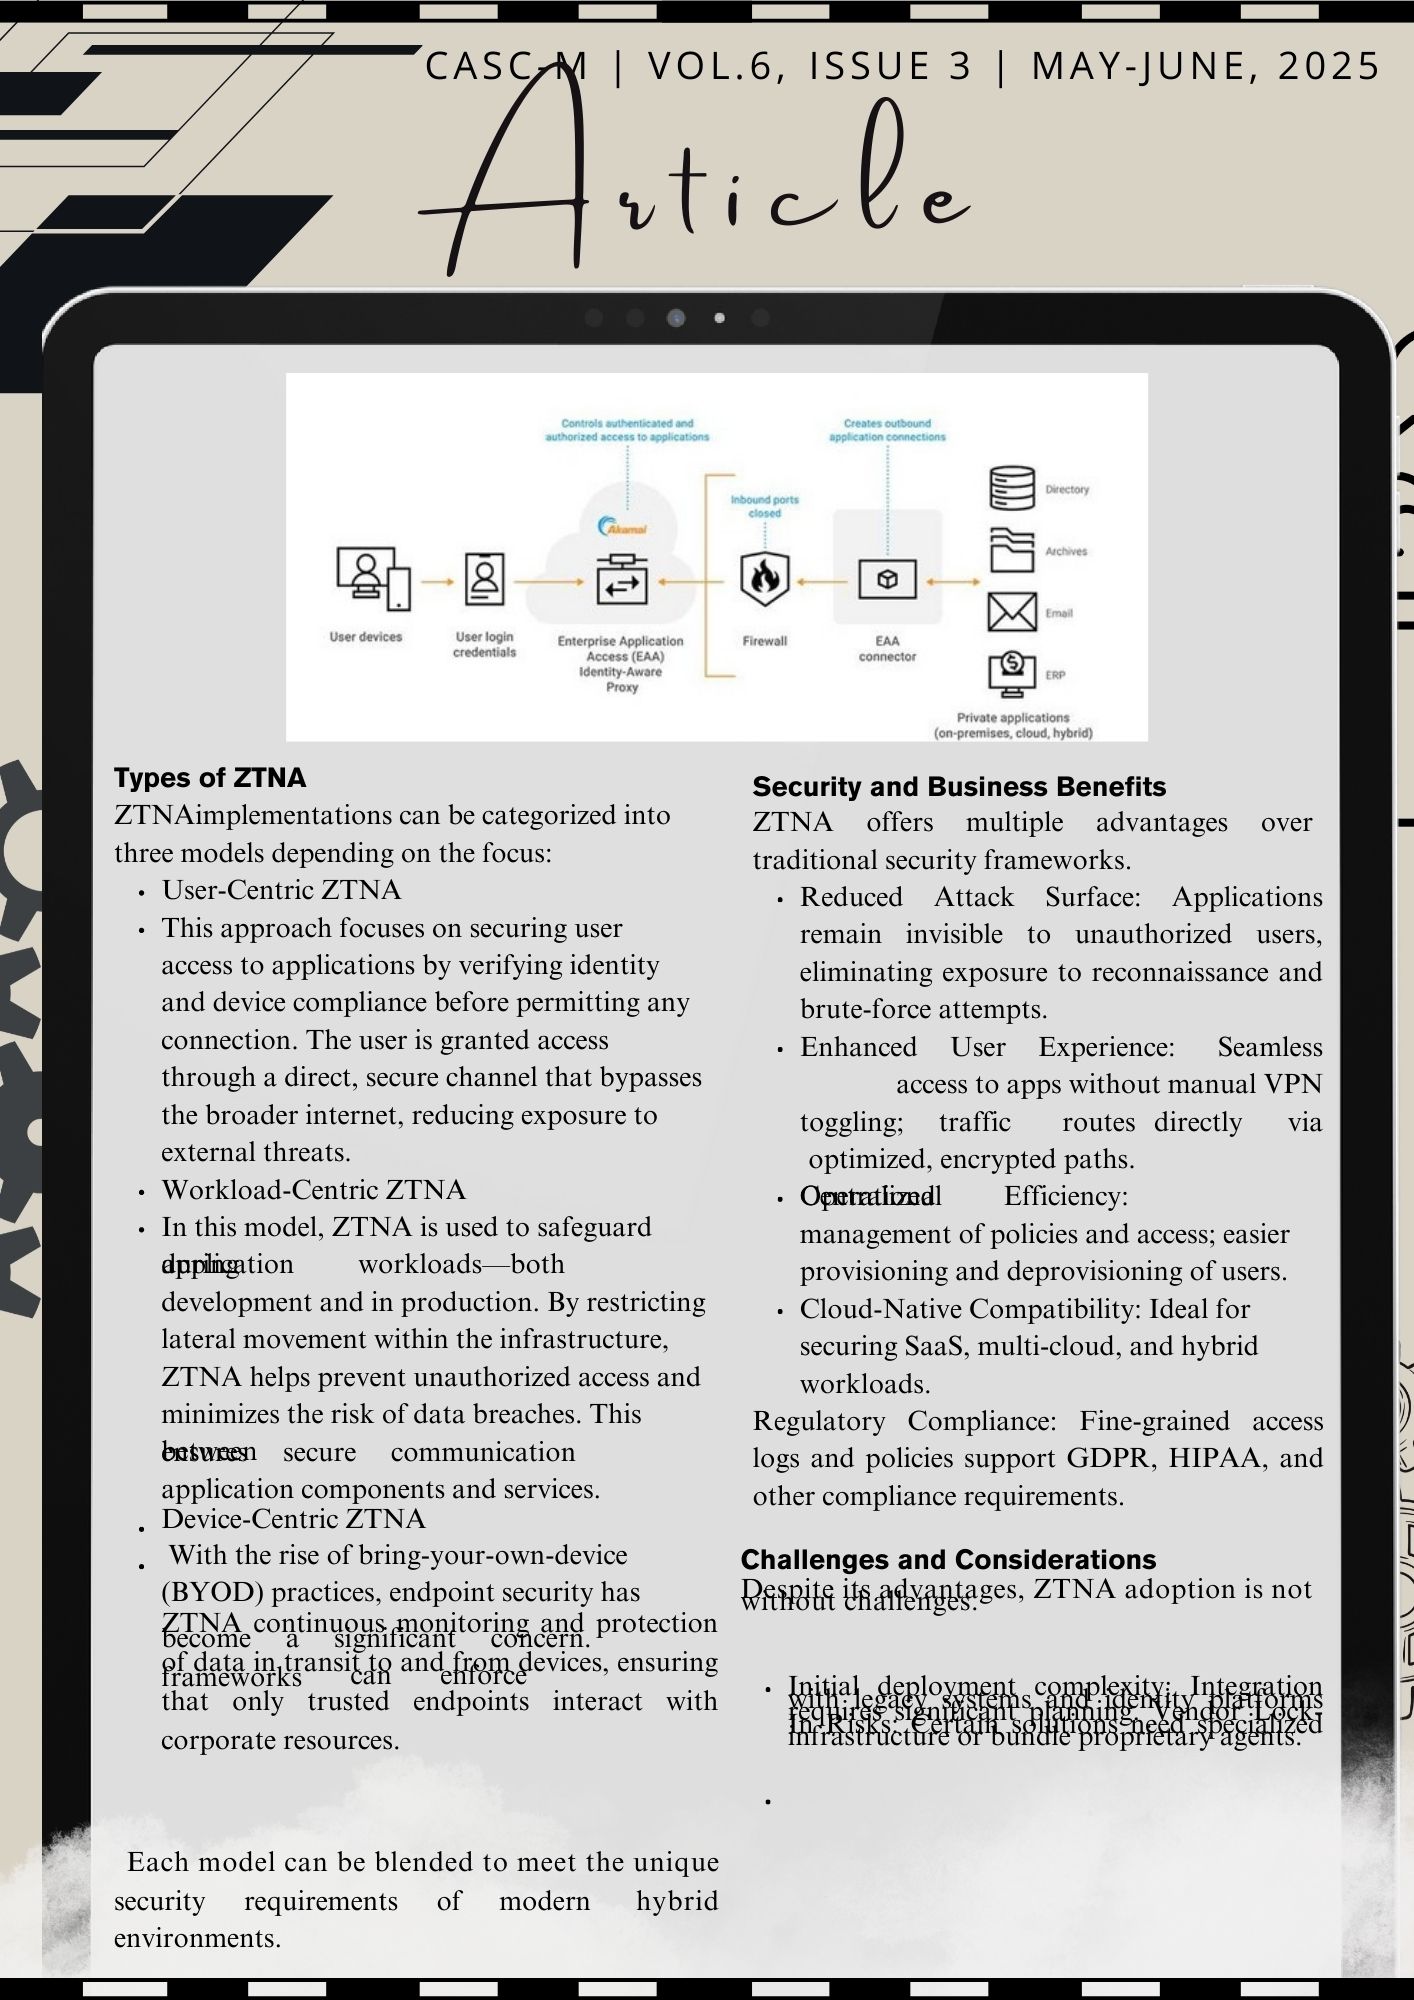 CASC-M | VOL.6, ISSUE 3 | MAY-JUNE, 2025
Article
Controls authenticated and
authorized access to applications
Creates outbound
application connections
Inbound ports
closed
Akamai
Directory
Archives
Email
ERP
User devices
User login
credentials
Enterprise Application
Access (EAA)
Identity-Aware
Proxy
Firewall
EAA
connector
Private applications
(on-premises, cloud, hybrid)
Types of ZTNA
ZTNAimplementations can be categorized into
three models depending on the focus:
• User-Centric ZTNA
• This approach focuses on securing user
access to applications by verifying identity
and device compliance before permitting any
connection. The user is granted access
through a direct, secure channel that bypasses
the broader internet, reducing exposure to
external threats.
• Workload-Centric ZTNA
• In this model, ZTNA is used to safeguard
application workloads—both
during
development and in production. By restricting
lateral movement within the infrastructure,
ZTNA helps prevent unauthorized access and
minimizes the risk of data breaches. This
ensures secure communication
between
application components and services.
• Device-Centric ZTNA
• With the rise of bring-your-own-device
(BYOD) practices, endpoint security has
become a significant concern.
ZTNA
frameworks can enforce
continuous monitoring and protection
of data in transit to and from devices, ensuring
that only trusted endpoints interact with
corporate resources.
Each model can be blended to meet the unique
security requirements of modern hybrid
environments.
Security and Business Benefits
ZTNA offers multiple advantages over
traditional security frameworks.
• Reduced Attack Surface: Applications
remain invisible to unauthorized users,
eliminating exposure to reconnaissance and
brute-force attempts.
• Enhanced User Experience: Seamless
access to apps without manual VPN
toggling; traffic routes directly via
optimized, encrypted paths.
• Operational Efficiency:
Centralized
management of policies and access; easier
provisioning and deprovisioning of users.
• Cloud-Native Compatibility: Ideal for
securing SaaS, multi-cloud, and hybrid
workloads.
Regulatory Compliance: Fine-grained access
logs and policies support GDPR, HIPAA, and
other compliance requirements.
Challenges and Considerations
Despite its advantages, ZTNA adoption is not
without challenges.
• Initial deployment complexity: Integration
with legacy systems and identity platforms
requires significant planning. Vendor Lock-
In Risks: Certain solutions need specialized
infrastructure or bundle proprietary agents.
•